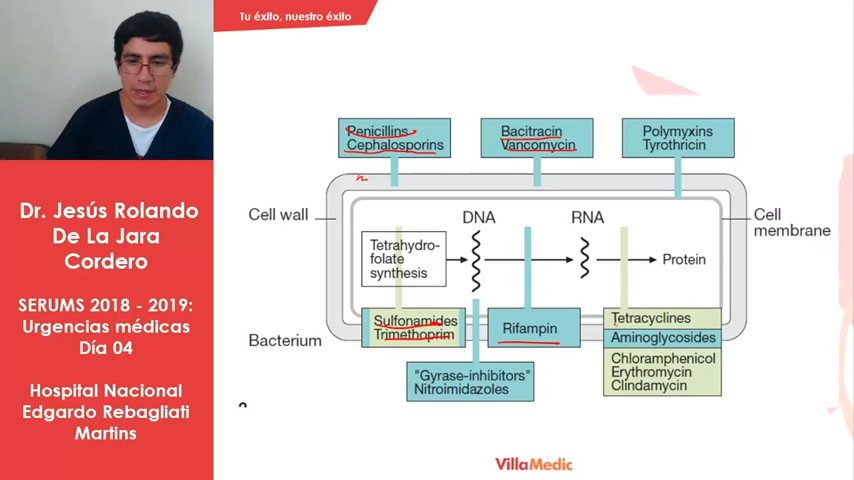 Tu éxito, nuestro éxito
Dr. Jesús Rolando
De La Jara
Cordero
SERUMS 2018 - 2019:
Urgencias médicas
Día 04
Hospital Nacional
Edgardo Rebagliati
Martins
Penicillins
Cephalosporins
Bacitracin
Vancomycin
Polymyxins
Tyrothricin
Cell wall
DNA
RNA
Cell
membrane
Tetrahydro-
folate
synthesis
Protein
Bacterium
Sulfonamides
Trimethoprim
Rifampin
Tetracyclines
Aminoglycosides
Chloramphenicol
Erythromycin
Clindamycin
"Gyrase-inhibitors"
Nitroimidazoles
VillaMedic